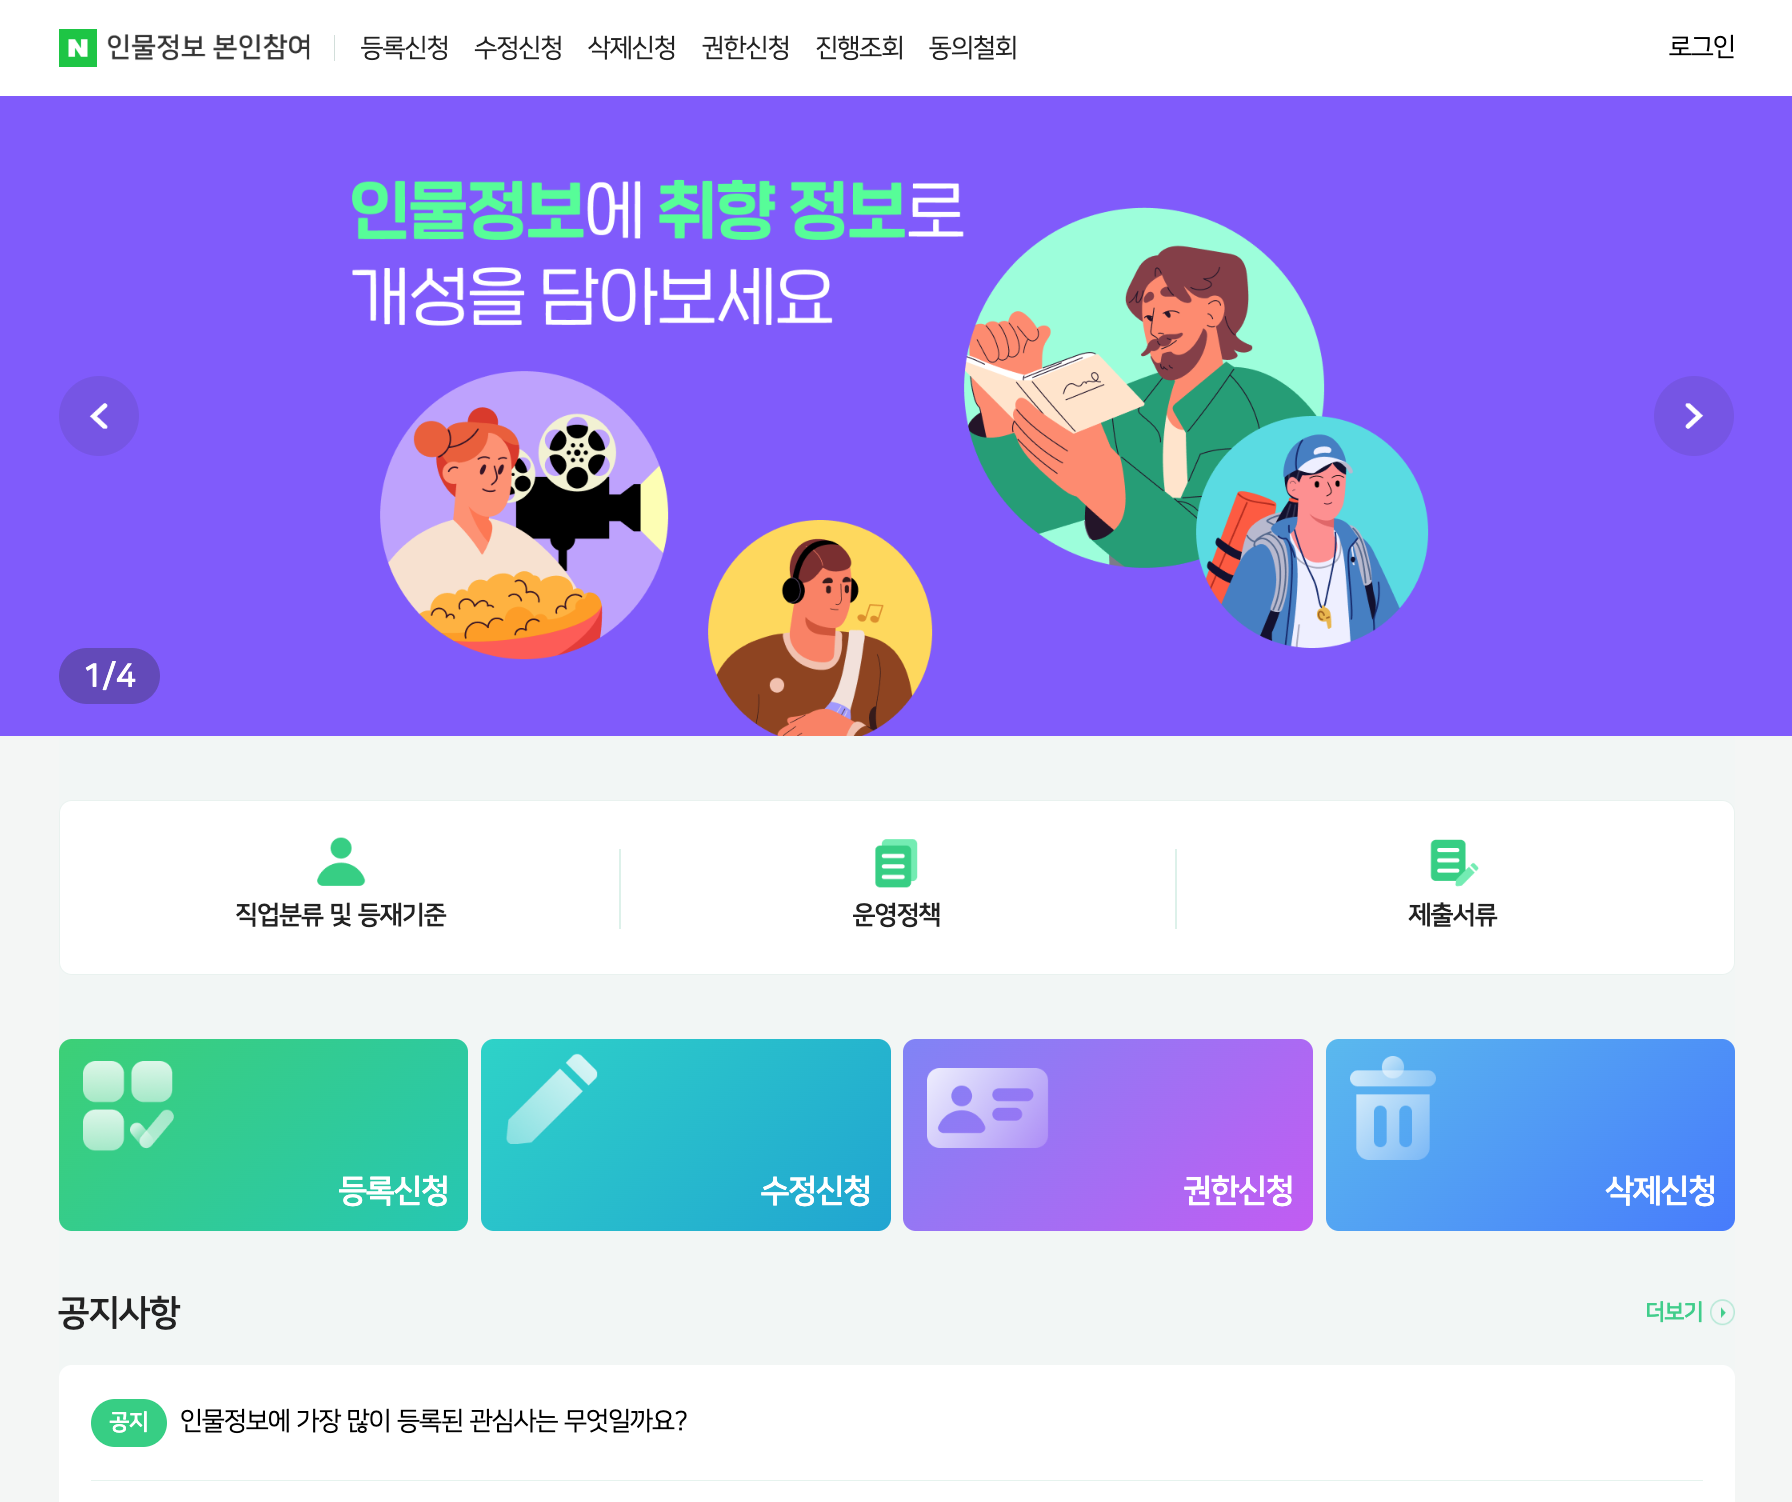 N 인물정보 본인참여 등록신청 수정신청 삭제신청 권한신청 진행조회 동의철회 로그인
인물정보에 취향 정보로
개성을 담아보세요
1/4
직업분류 및 등재기준 운영정책 제출서류
등록신청 수정신청 권한신청 삭제신청
공지사항 더보기
공지 인물정보에 가장 많이 등록된 관심사는 무엇일까요?